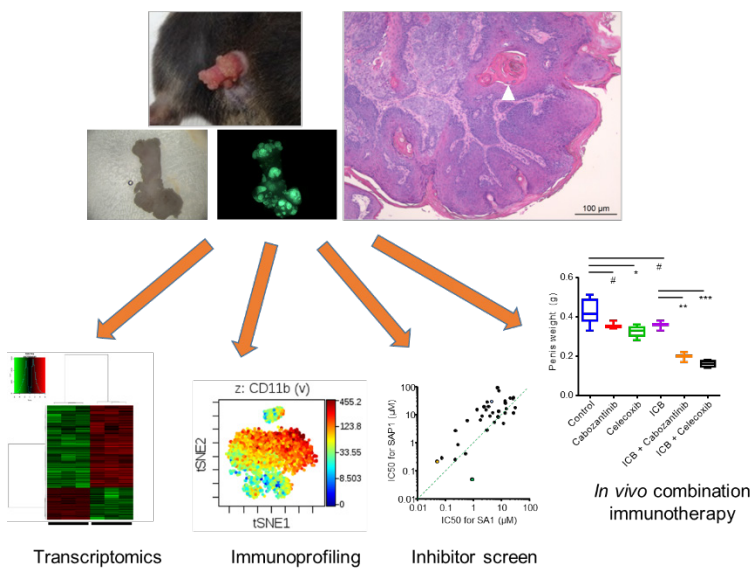 100 µm
#
*
#
**
***
Penis weight (g)
0.6
0.4
0.2
0.0
Control
Cabozantinib
Celecoxib
ICB
ICB + Cabozantinib
ICB + Celecoxib
z: CD11b (v)
455.2
123.8
33.55
8.503
0
tSNE2
tSNE1
IC50 for SAP1 (µM)
100
10
1
0.1
0.01
0.01 0.1 1 10 100
IC50 for SA1 (µM)
In vivo combination
immunotherapy
Transcriptomics
Immunoprofiling
Inhibitor screen